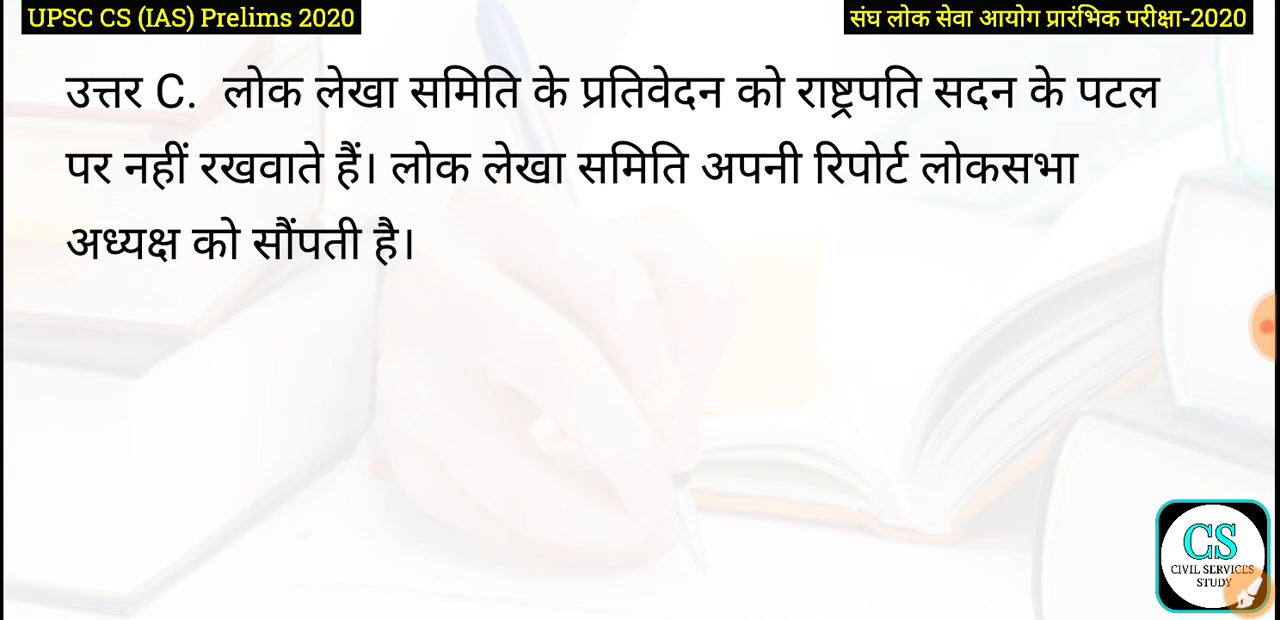 UPSC CS (IAS) Prelims 2020
संघ लोक सेवा आयोग प्रारंभिक परीक्षा-2020
उत्तर C. लोक लेखा समिति के प्रतिवेदन को राष्ट्रपति सदन के पटल
पर नहीं रखवाते हैं। लोक लेखा समिति अपनी रिपोर्ट लोकसभा
अध्यक्ष को सौंपती है।
CS
CIVIL SERVICES
STUDY